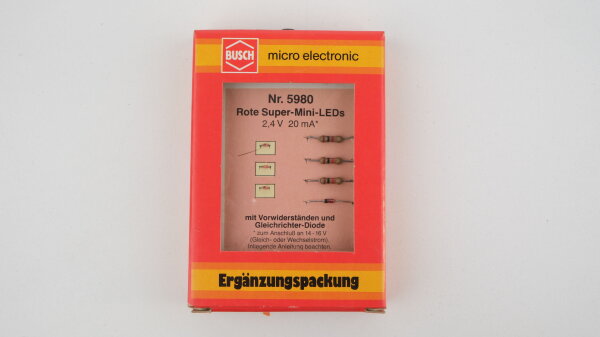 BUSCH micro electronic
Nr. 5980
Rote Super-Mini-LEDs
2,4 V 20 mA*
mit Vorwiderständen und
Gleichrichter-Diode
* zum Anschluß an 14-16 V
(Gleich- oder Wechselstrom).
Inliegende Anleitung beachten.
Ergänzungspackung